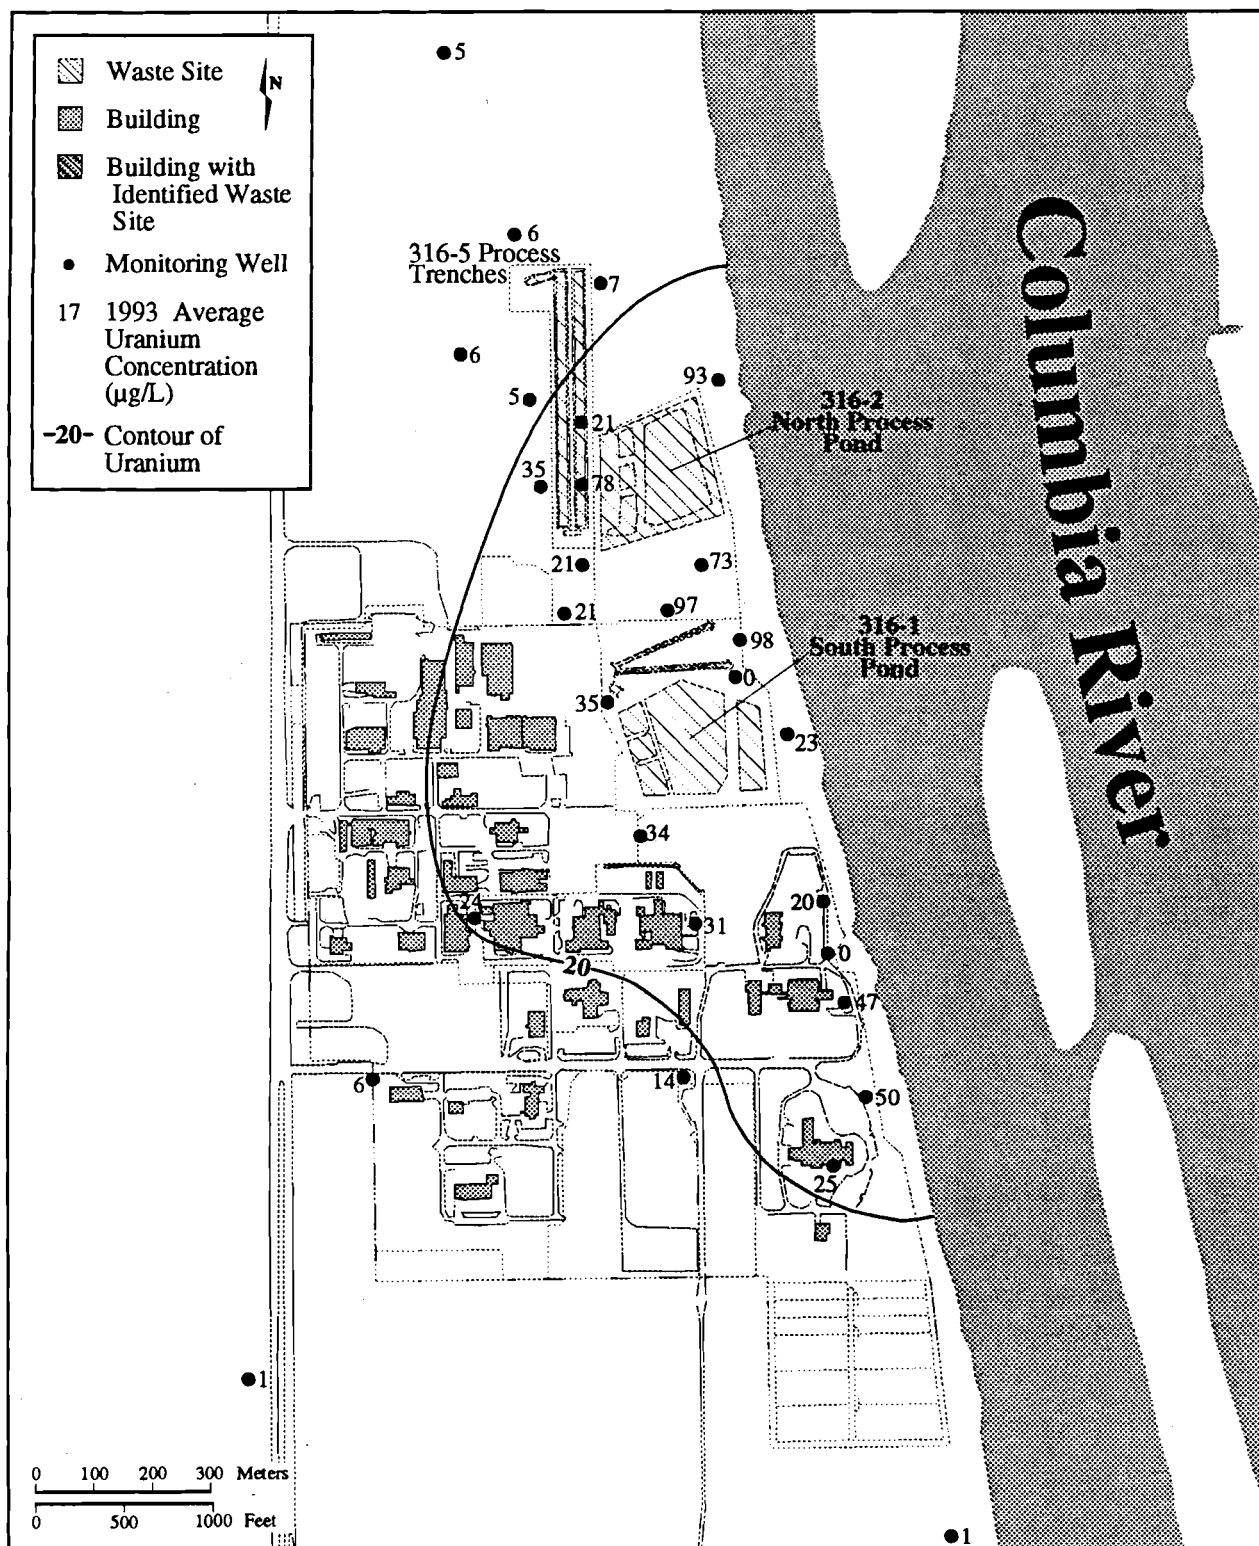 Waste Site
N
Building
Building with
Identified Waste
Site
Monitoring Well
17 1993 Average
Uranium
Concentration
(µg/L)
-20- Contour of
Uranium
5
6
316-5 Process
Trenches
7
6
93
5
316-2
North Process
Pond
21
35
78
21
73
21
97
98
316-1
South Process
Pond
0
35
23
34
20
24
31
0
20
47
6
14
50
25
1
1
Columbia River
0 100 200 300 Meters
0 500 1000 Feet